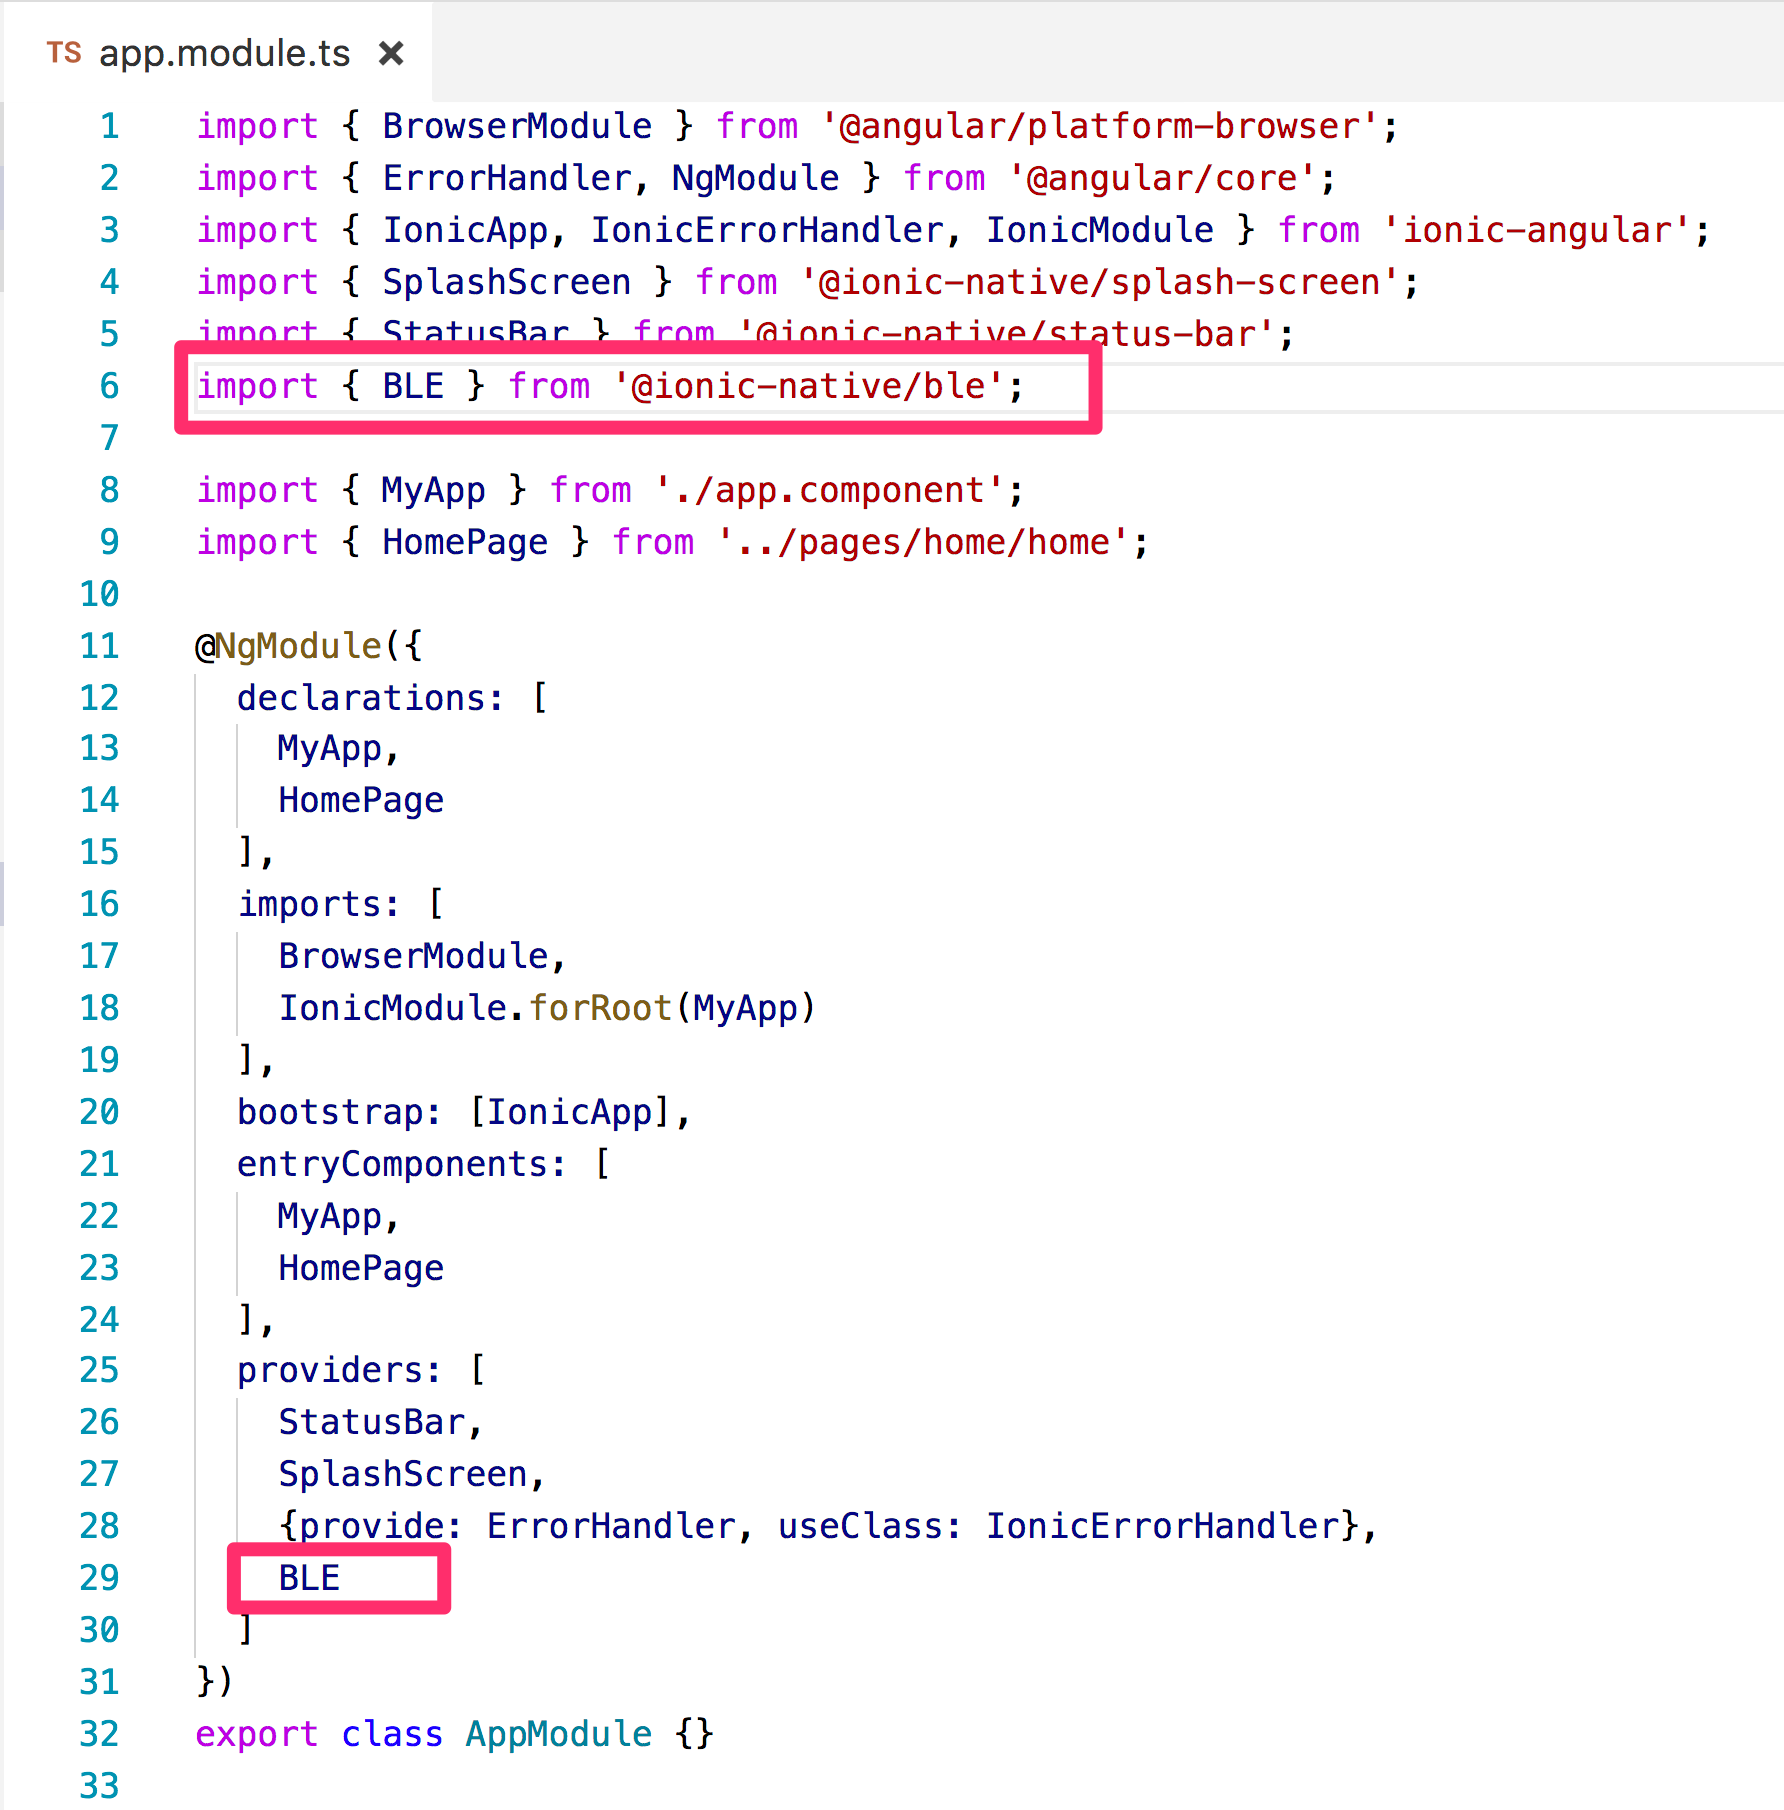 TS app.module.ts ×
1 import { BrowserModule } from '@angular/platform-browser';
2 import { ErrorHandler, NgModule } from '@angular/core';
3 import { IonicApp, IonicErrorHandler, IonicModule } from 'ionic-angular';
4 import { SplashScreen } from '@ionic-native/splash-screen';
5 import { StatusBar } from '@ionic-native/status-bar';
6 import { BLE } from '@ionic-native/ble';
7
8 import { MyApp } from './app.component';
9 import { HomePage } from '../pages/home/home';
10
11 @NgModule({
12   declarations: [
13     MyApp,
14     HomePage
15   ],
16   imports: [
17     BrowserModule,
18     IonicModule.forRoot(MyApp)
19   ],
20   bootstrap: [IonicApp],
21   entryComponents: [
22     MyApp,
23     HomePage
24   ],
25   providers: [
26     StatusBar,
27     SplashScreen,
28     {provide: ErrorHandler, useClass: IonicErrorHandler},
29     BLE
30   ]
31 })
32 export class AppModule {}
33